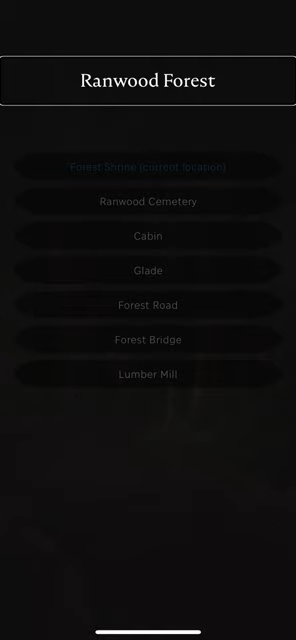 Ranwood Forest
Forest Shrine (current location)
Ranwood Cemetery
Cabin
Glade
Forest Road
Forest Bridge
Lumber Mill